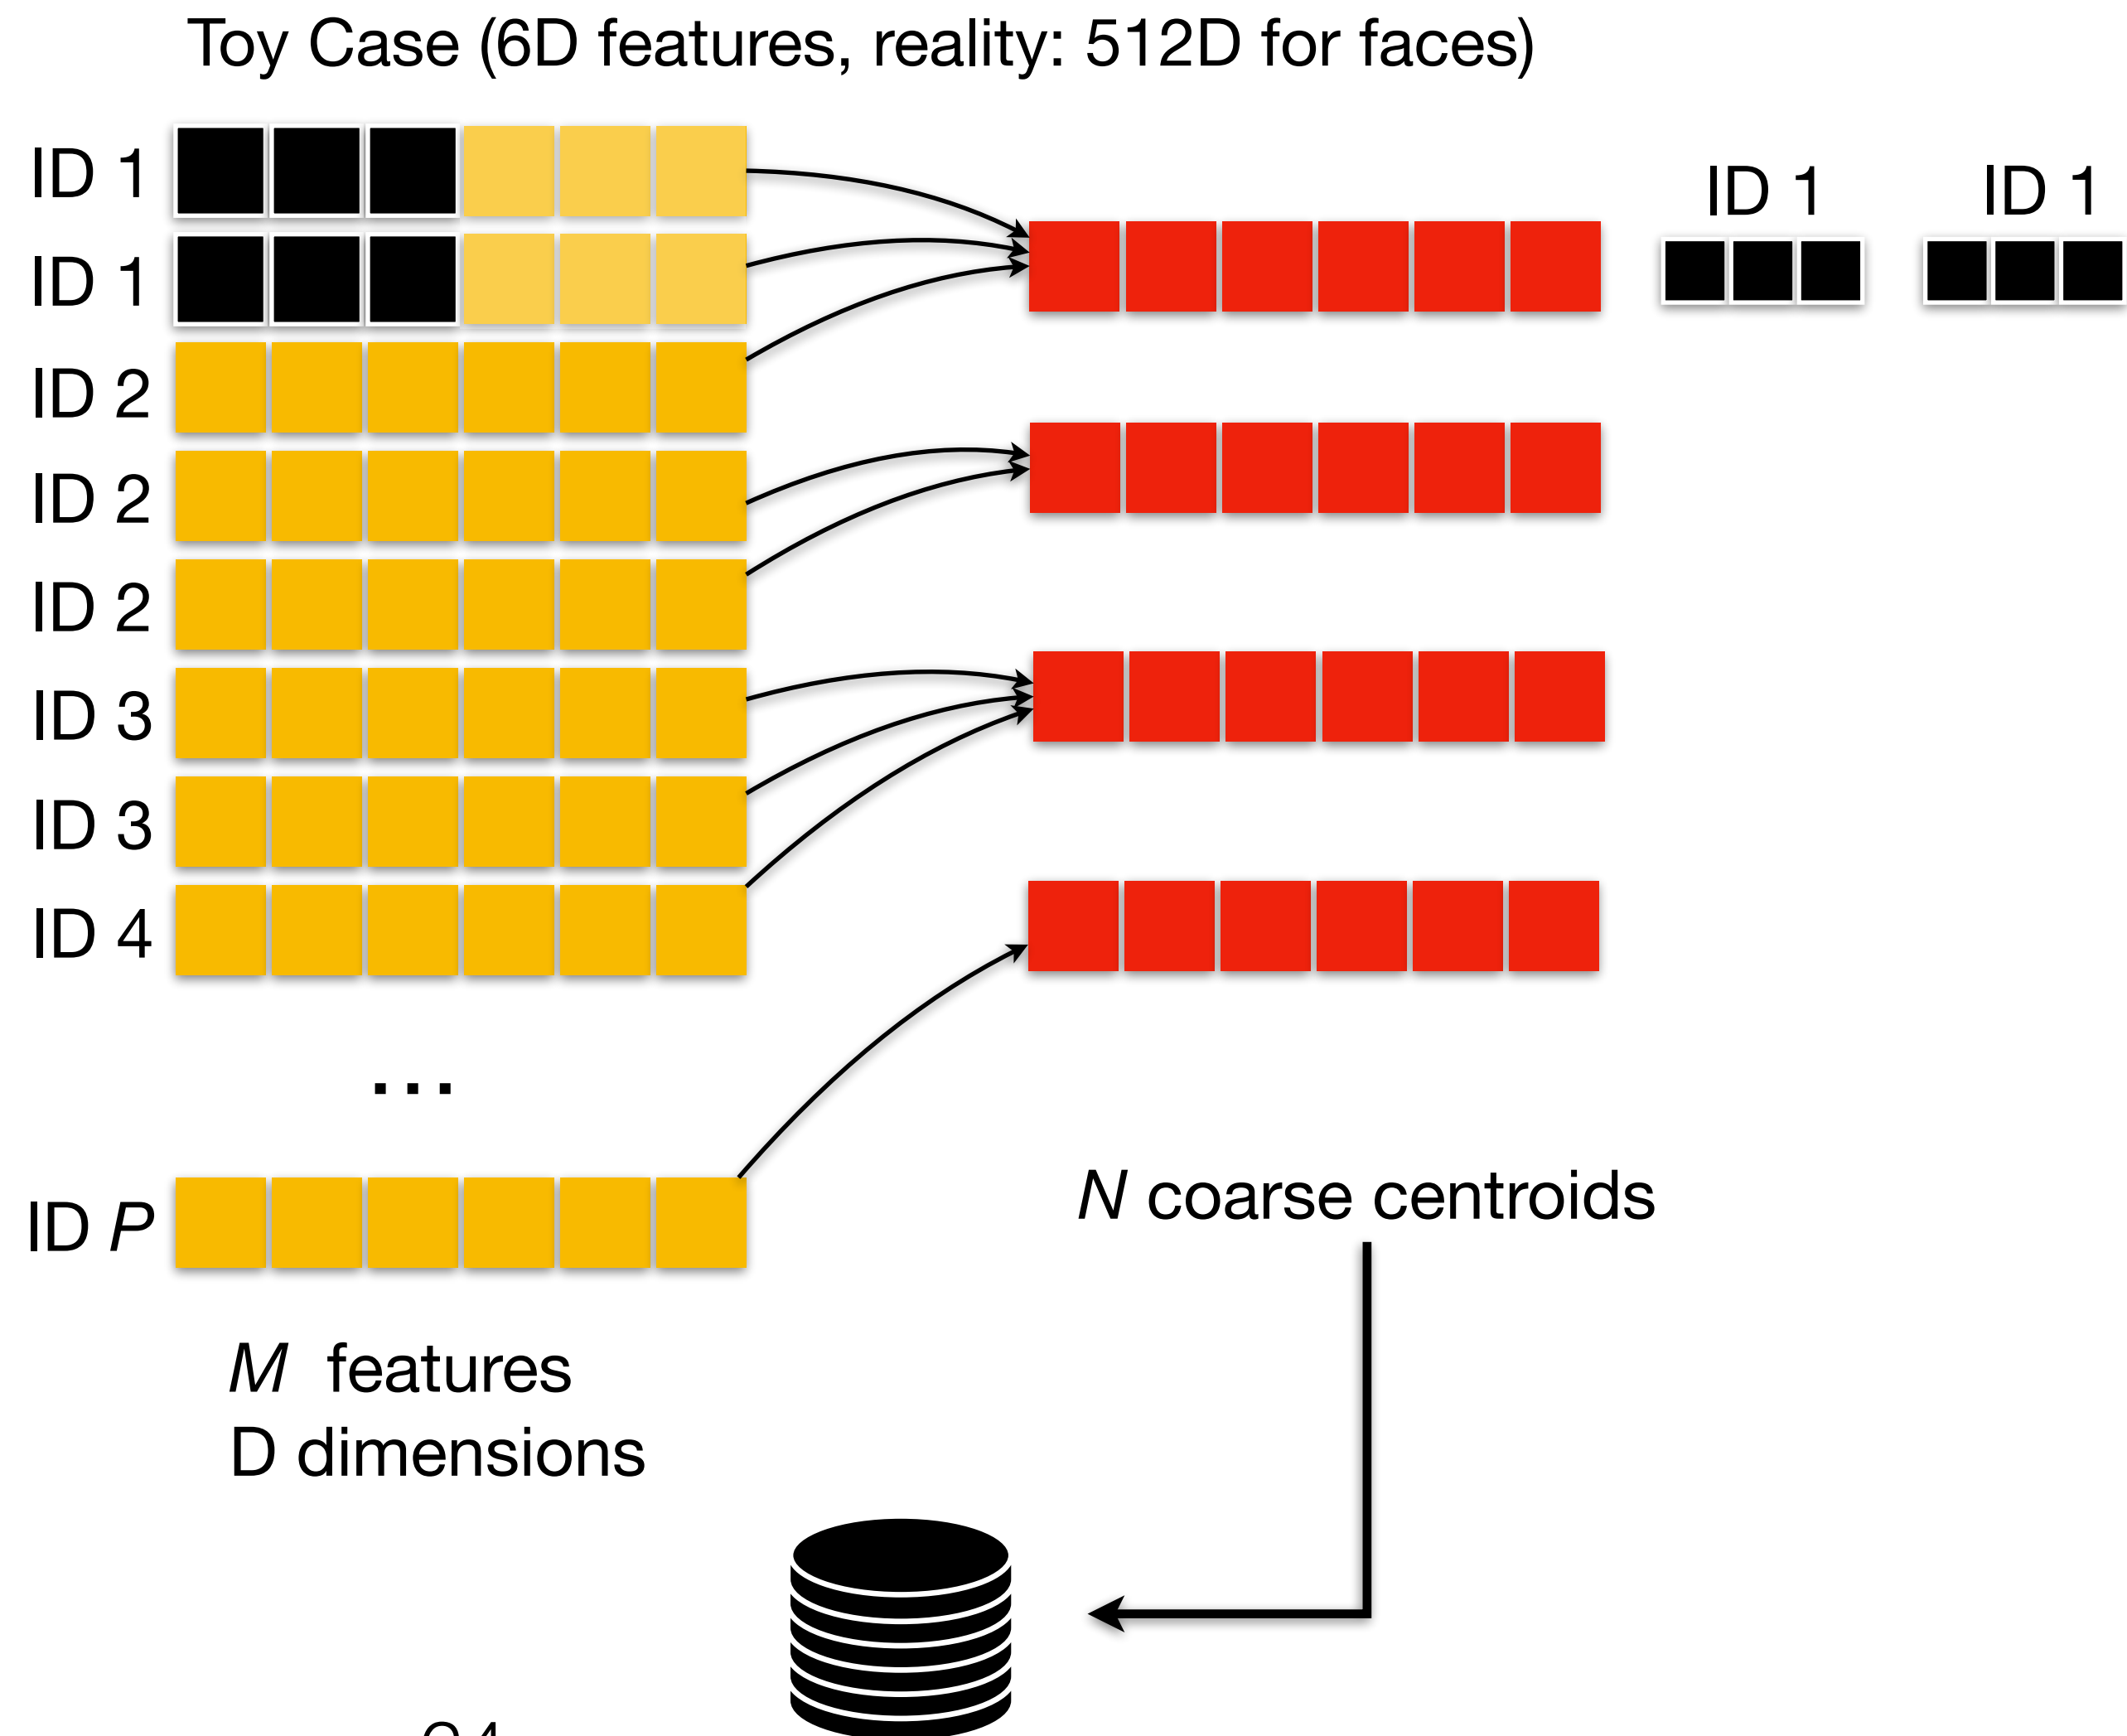 Toy Case (6D features, reality: 512D for faces)
ID 1
ID 1
ID 1
ID 1
ID 2
ID 2
ID 2
ID 3
ID 3
ID 4
...
ID P
N coarse centroids
M features
D dimensions